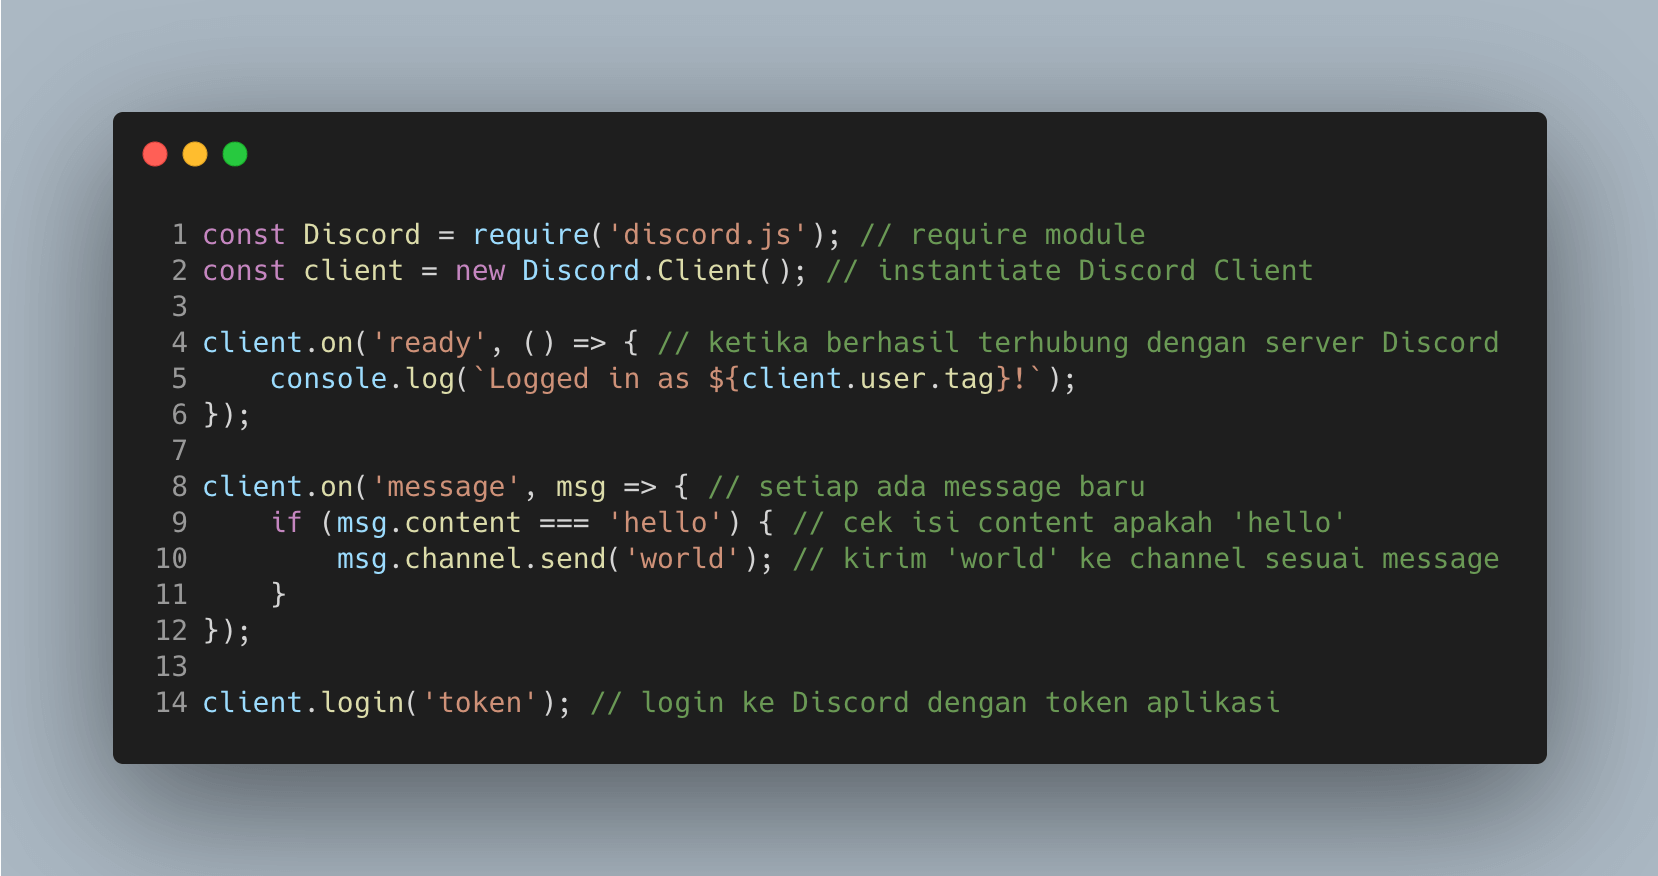 1 const Discord = require('discord.js'); // require module
2 const client = new Discord.Client(); // instantiate Discord Client
3
4 client.on('ready', () => { // ketika berhasil terhubung dengan server Discord
5     console.log(`Logged in as ${client.user.tag}!`);
6 });
7
8 client.on('message', msg => { // setiap ada message baru
9     if (msg.content === 'hello') { // cek isi content apakah 'hello'
10         msg.channel.send('world'); // kirim 'world' ke channel sesuai message
11     }
12 });
13
14 client.login('token'); // login ke Discord dengan token aplikasi